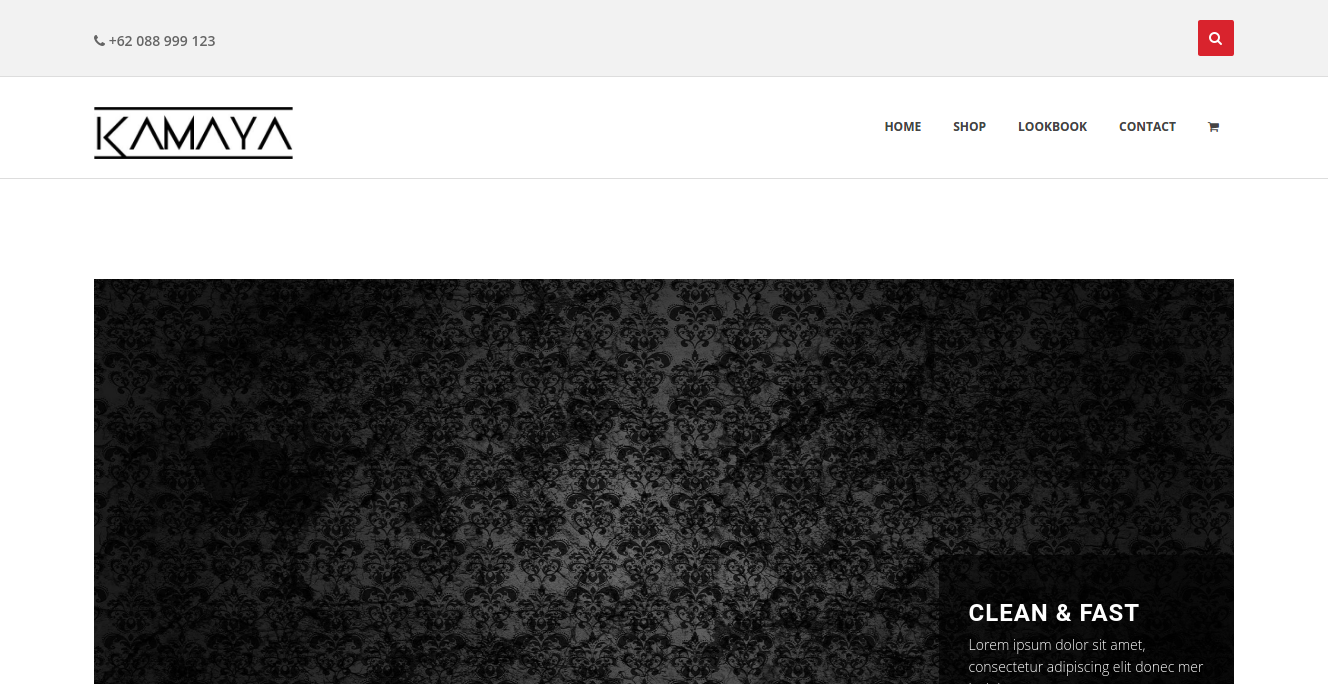 +62 088 999 123
KAMAYA
HOME SHOP LOOKBOOK CONTACT
CLEAN & FAST
Lorem ipsum dolor sit amet,
consectetur adipiscing elit donec mer